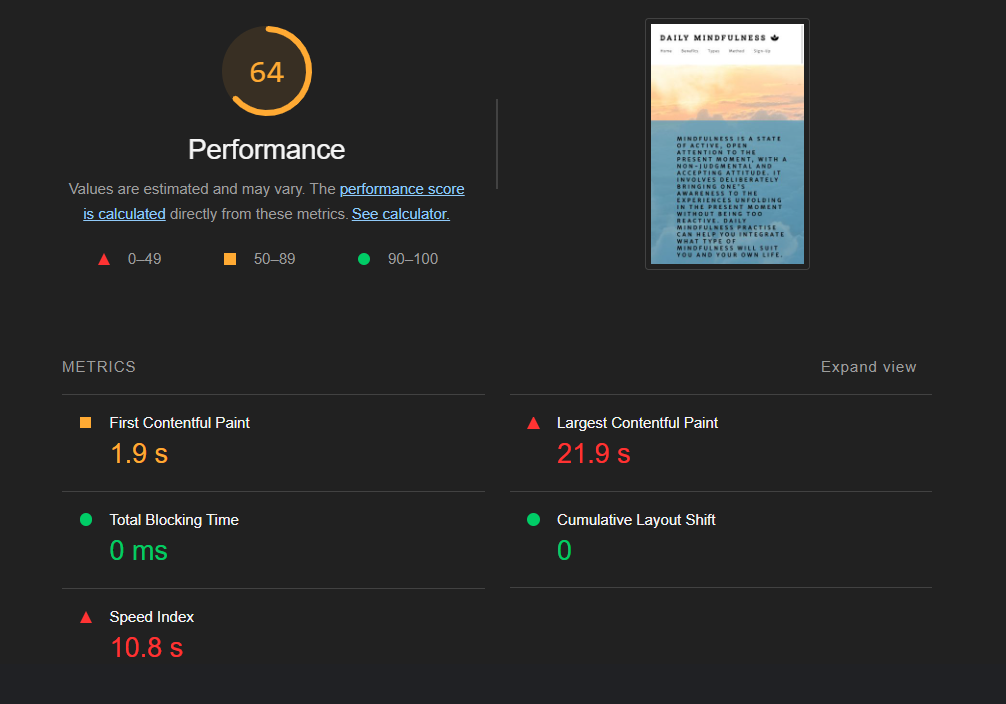 64
Performance
Values are estimated and may vary. The performance score
is calculated directly from these metrics. See calculator.
0–49
50–89
90–100
DAILY MINDFULNESS
Home Benefits Types Method Sign Up
MINDFULNESS IS A STATE
OF ACTIVE, OPEN
ATTENTION TO THE
PRESENT MOMENT, WITH A
NON-JUDGMENTAL AND
ACCEPTING ATTITUDE. IT
INVOLVES DELIBERATELY
BRINGING ONE'S
AWARENESS TO THE
EXPERIENCES UNFOLDING
IN THE PRESENT MOMENT
WITHOUT BEING TOO
REACTIVE. DAILY
MINDFULNESS PRACTISE
CAN HELP YOU INTEGRATE
WHAT TYPE OF
MINDFULNESS WILL SUIT
YOU AND YOUR OWN LIFE.
METRICS
Expand view
First Contentful Paint
1.9 s
Largest Contentful Paint
21.9 s
Total Blocking Time
0 ms
Cumulative Layout Shift
0
Speed Index
10.8 s